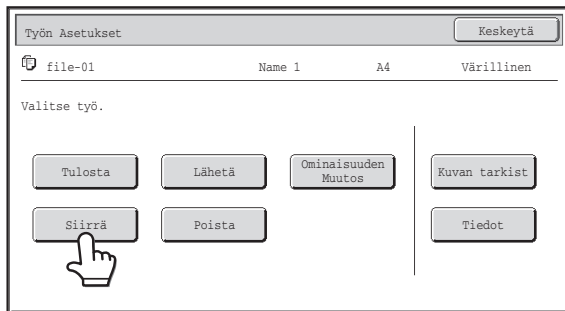 Työn Asetukset Keskeytä
file-01 Name 1 A4 Värillinen
Valitse työ.
Tulosta Lähetä Ominaisuuden Muutos Kuvan tarkist
Siirrä Poista Tiedot